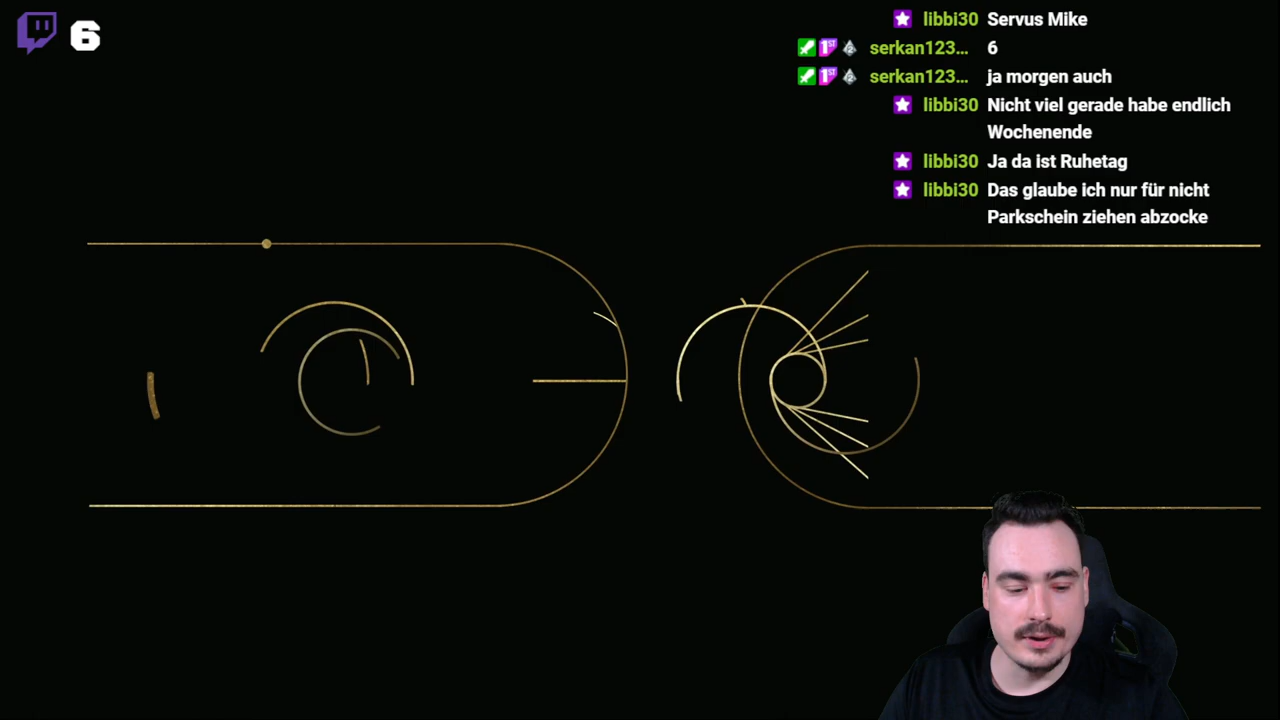 6
libbi30 Servus Mike
serkan123... 6
serkan123... ja morgen auch
libbi30 Nicht viel gerade habe endlich
Wochenende
libbi30 Ja da ist Ruhetag
libbi30 Das glaube ich nur für nicht
Parkschein ziehen abzocke